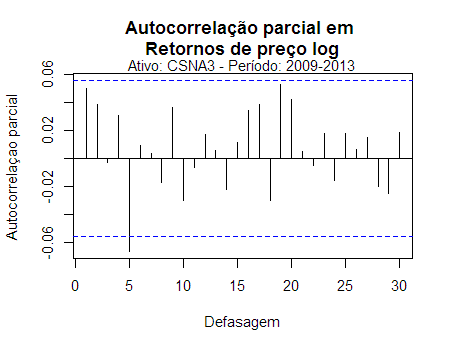 Autocorrelação parcial em
Retornos de preço log
Ativo: CSNA3 - Período: 2009-2013
Autocorrelaçao parcial
0.06
0.02
-0.02
-0.06
0 5 10 15 20 25 30
Defasagem